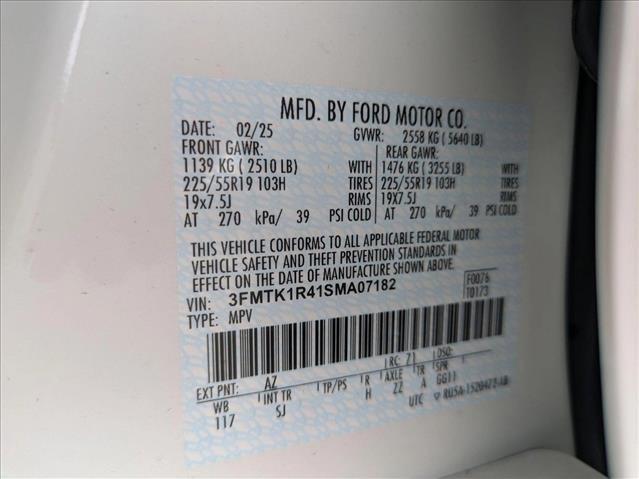 MFD. BY FORD MOTOR CO.
DATE: 02/25 GVWR: 2558 KG ( 5640 LB)
FRONT GAWR: REAR GAWR:
1139 KG ( 2510 LB) WITH 1476 KG ( 3255 LB) WITH
225/55R19 103H TIRES 225/55R19 103H TIRES
19x7.5J RIMS 19X7.5J RIMS
AT 270 kPa/ 39 PSI COLD AT 270 kPa/ 39 PSI COLD
THIS VEHICLE CONFORMS TO ALL APPLICABLE FEDERAL MOTOR
VEHICLE SAFETY AND THEFT PREVENTION STANDARDS IN
EFFECT ON THE DATE OF MANUFACTURE SHOWN ABOVE.
VIN: 3FMTK1R41SMA07182 F0076
TYPE: MPV T0173
EXT PNT: AZ RC: Z1 DSO:
WB INT TR TP/PS R AXLE TR SPR
117 SJ H ZZ A GG11
UTC